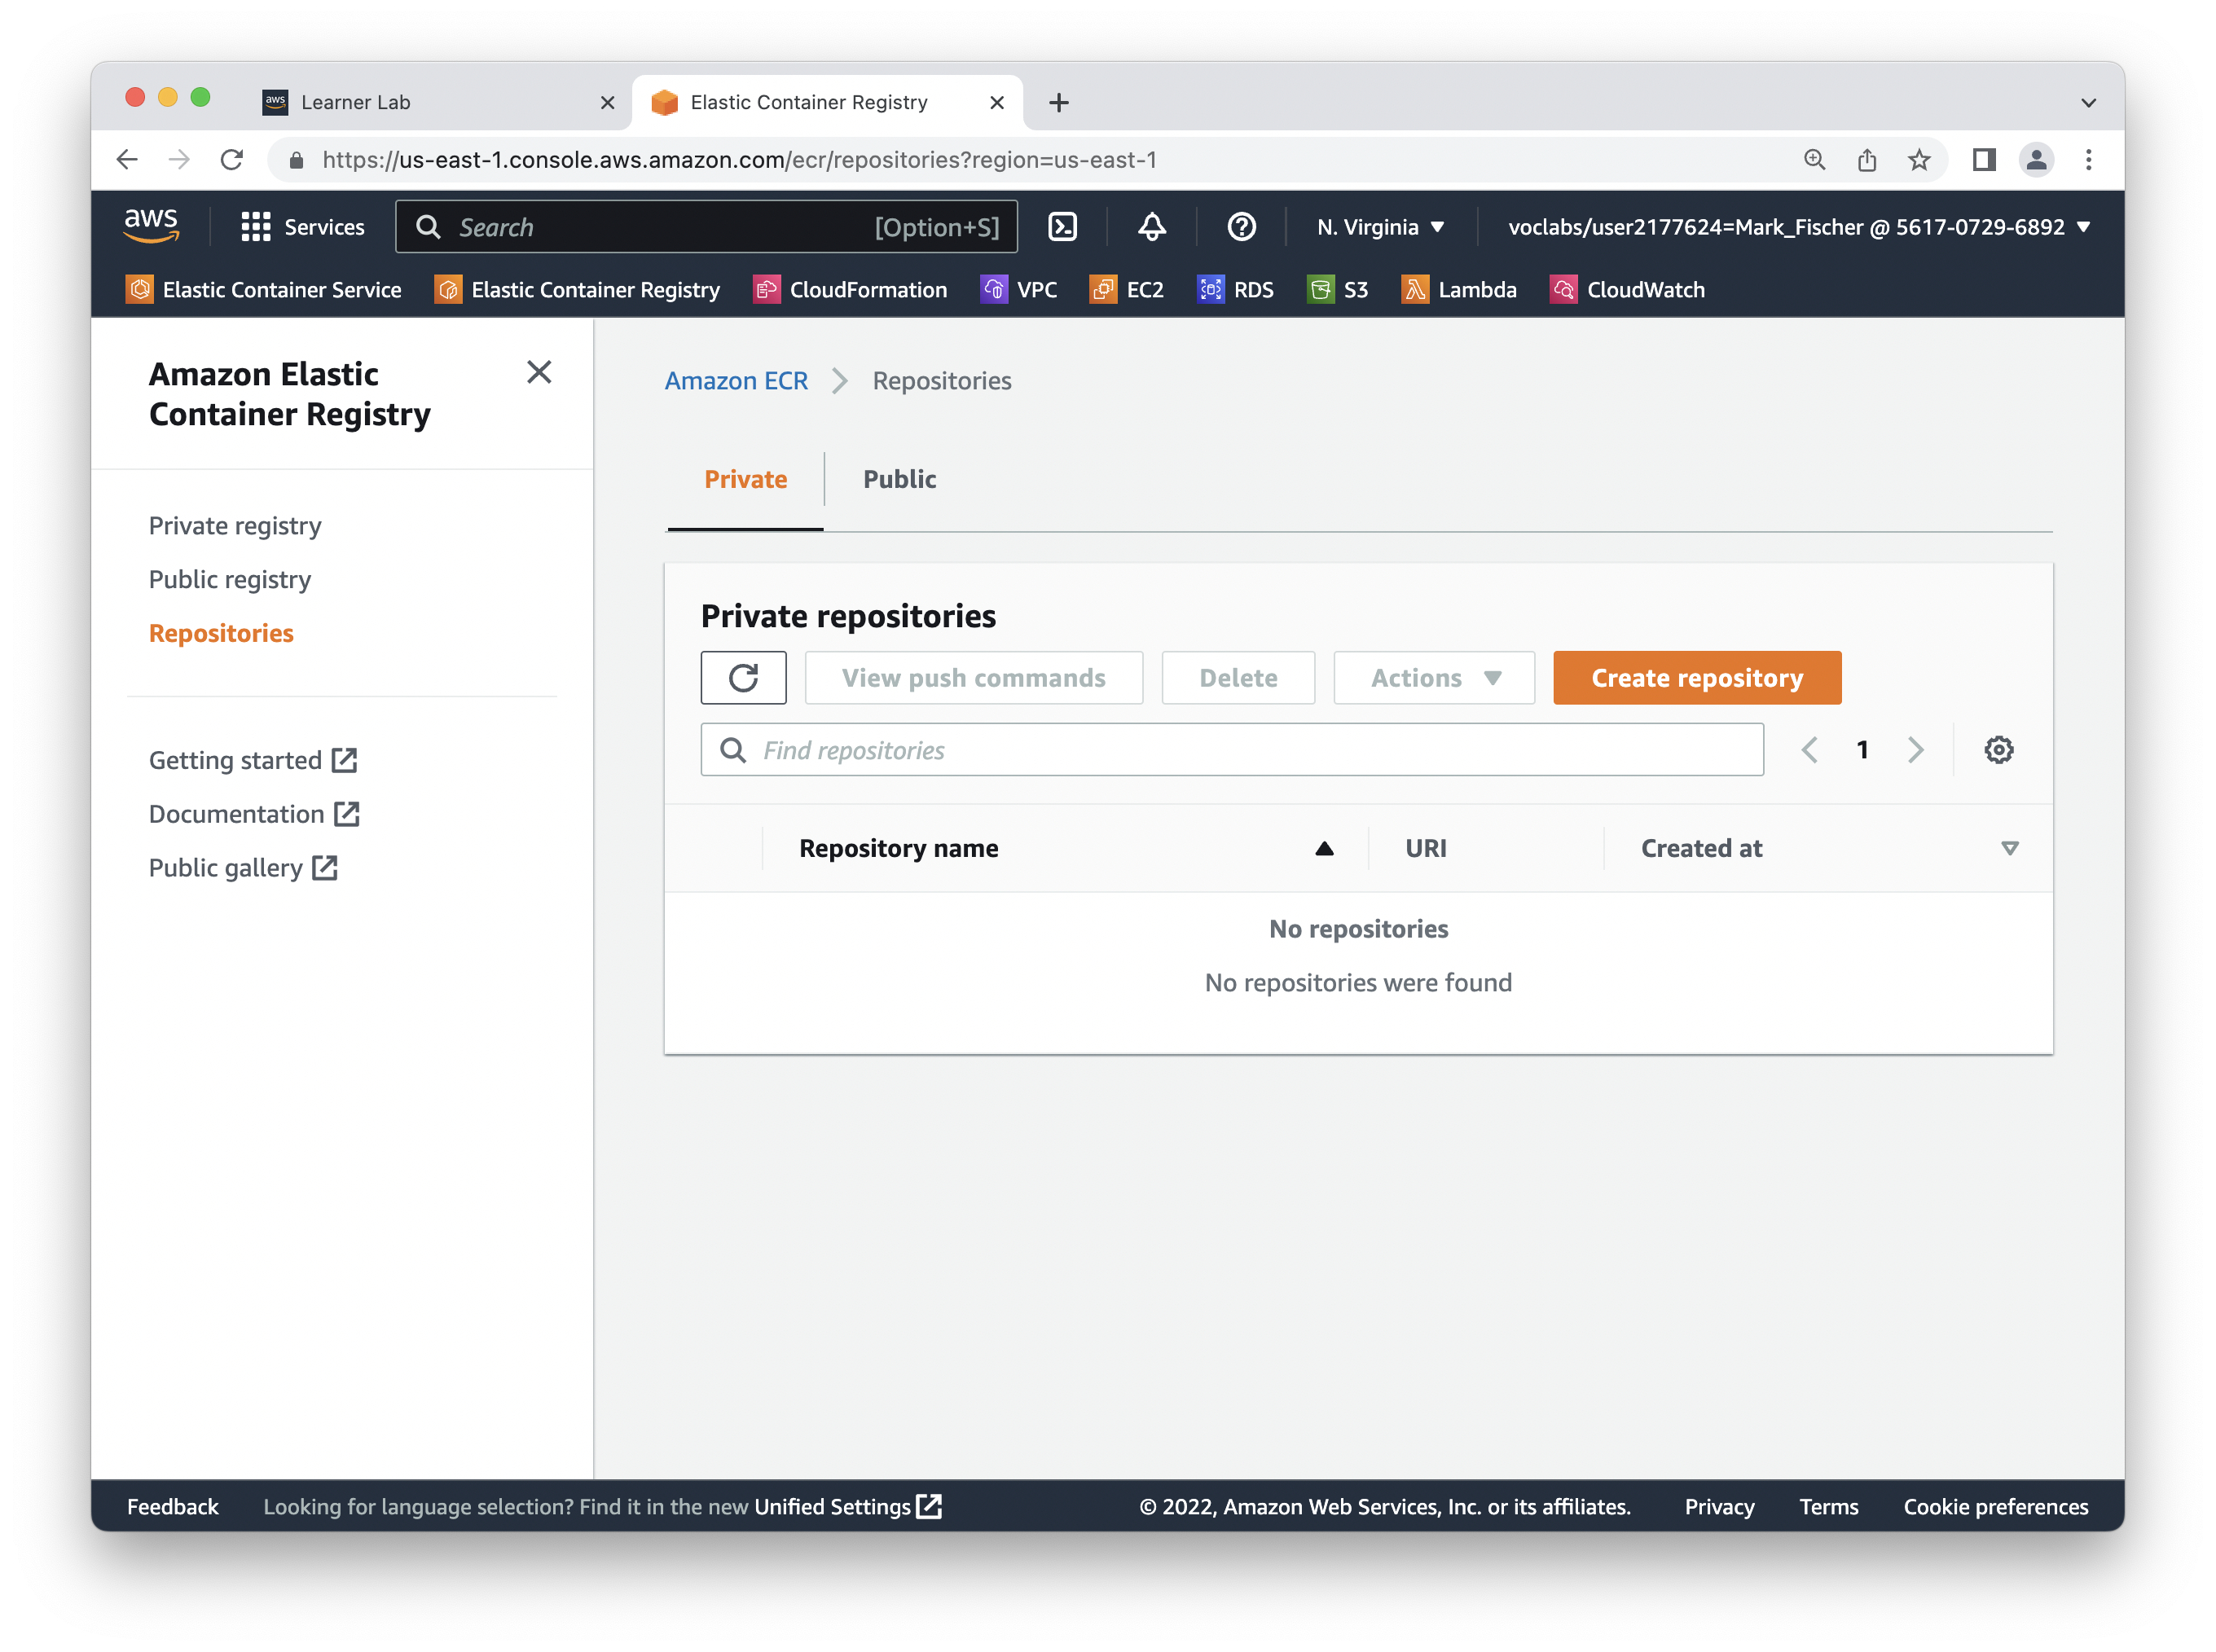 aws Learner Lab
Elastic Container Registry
https://us-east-1.console.aws.amazon.com/ecr/repositories?region=us-east-1
aws Services Search [Option+S] N. Virginia voclabs/user2177624=Mark_Fischer @ 5617-0729-6892
Elastic Container Service Elastic Container Registry CloudFormation VPC EC2 RDS S3 Lambda CloudWatch
Amazon Elastic
Container Registry
Private registry
Public registry
Repositories
Getting started
Documentation
Public gallery
Amazon ECR Repositories
Private Public
Private repositories
View push commands Delete Actions Create repository
Find repositories 1
Repository name URI Created at
No repositories
No repositories were found
Feedback Looking for language selection? Find it in the new Unified Settings © 2022, Amazon Web Services, Inc. or its affiliates. Privacy Terms Cookie preferences